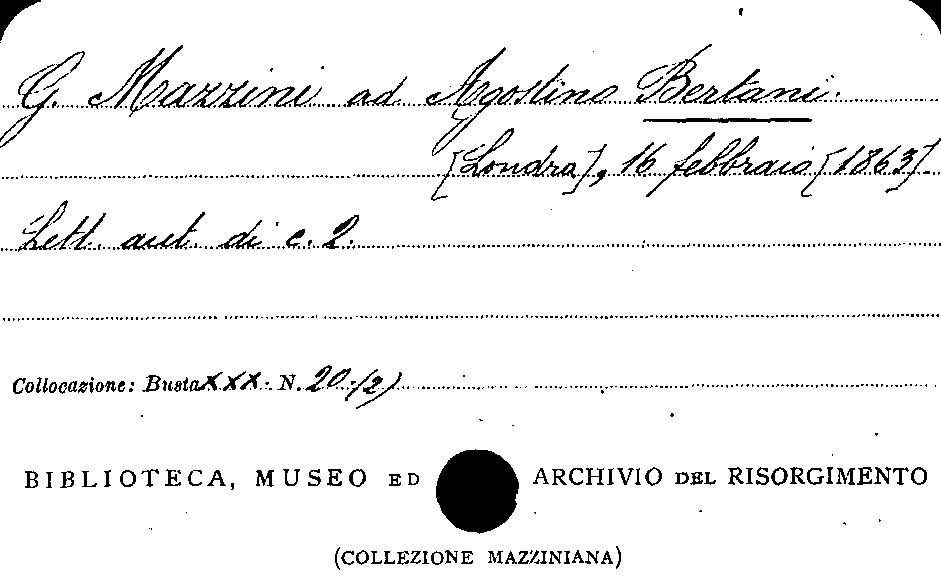 G. Mazzini ad Agostino Bertani.
[Londra], 16 febbraio [1863].
Lett. aut. di c. 2.
Collocazione: Busta XXX. N. 20 (2)
BIBLIOTECA, MUSEO ED ARCHIVIO DEL RISORGIMENTO
(COLLEZIONE MAZZINIANA)